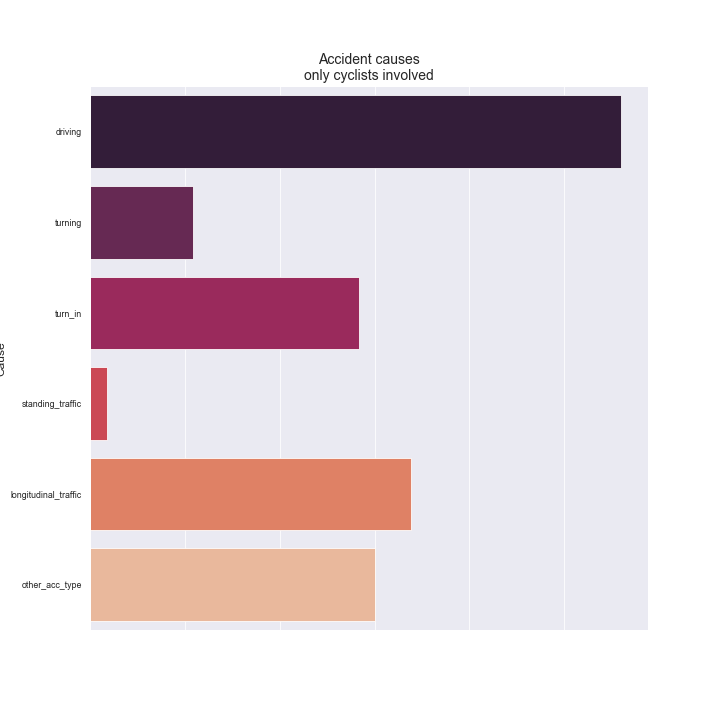 Accident causes
only cyclists involved
driving
turning
turn_in
Cause
standing_traffic
longitudinal_traffic
other_acc_type